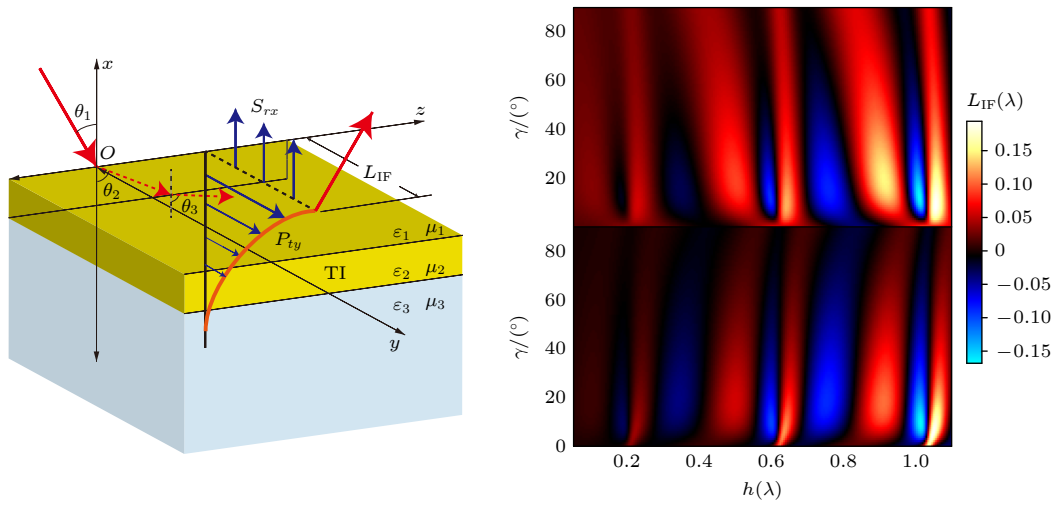 x
θ₁
O
θ₂
θ₃
S_rx
z
L_IF
P_ty
ε₁ μ₁
TI
ε₂ μ₂
ε₃ μ₃
y
γ/(°)
80
60
40
20
0
γ/(°)
80
60
40
20
0
0.2 0.4 0.6 0.8 1.0
h(λ)
L_IF(λ)
0.15
0.10
0.05
0
−0.05
−0.10
−0.15